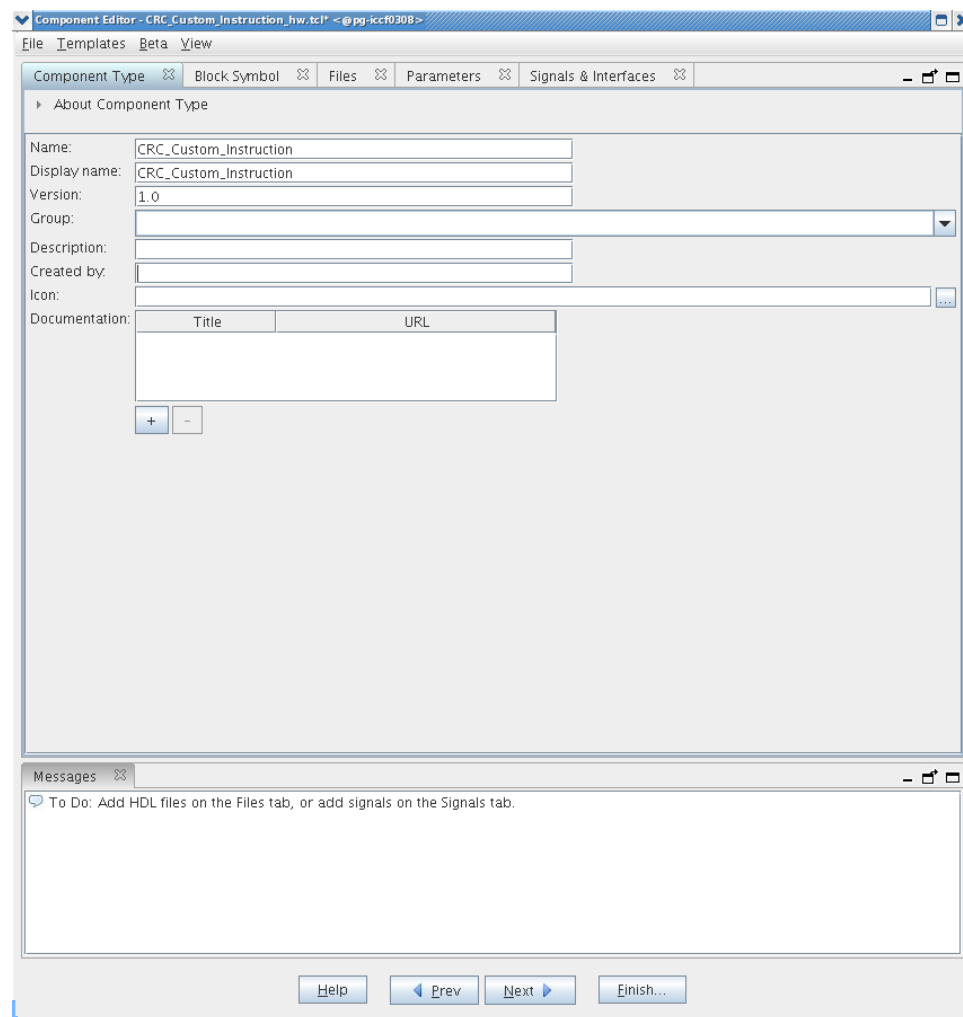 Component Editor - CRC_Custom_Instruction_hw.tcl* <@pg-iccf0308>
File Templates Beta View
Component Type Block Symbol Files Parameters Signals & Interfaces
About Component Type
Name: CRC_Custom_Instruction
Display name: CRC_Custom_Instruction
Version: 1.0
Group:
Description:
Created by:
Icon: ...
Documentation: Title URL
+ -
Messages
To Do: Add HDL files on the Files tab, or add signals on the Signals tab.
Help Prev Next Finish...